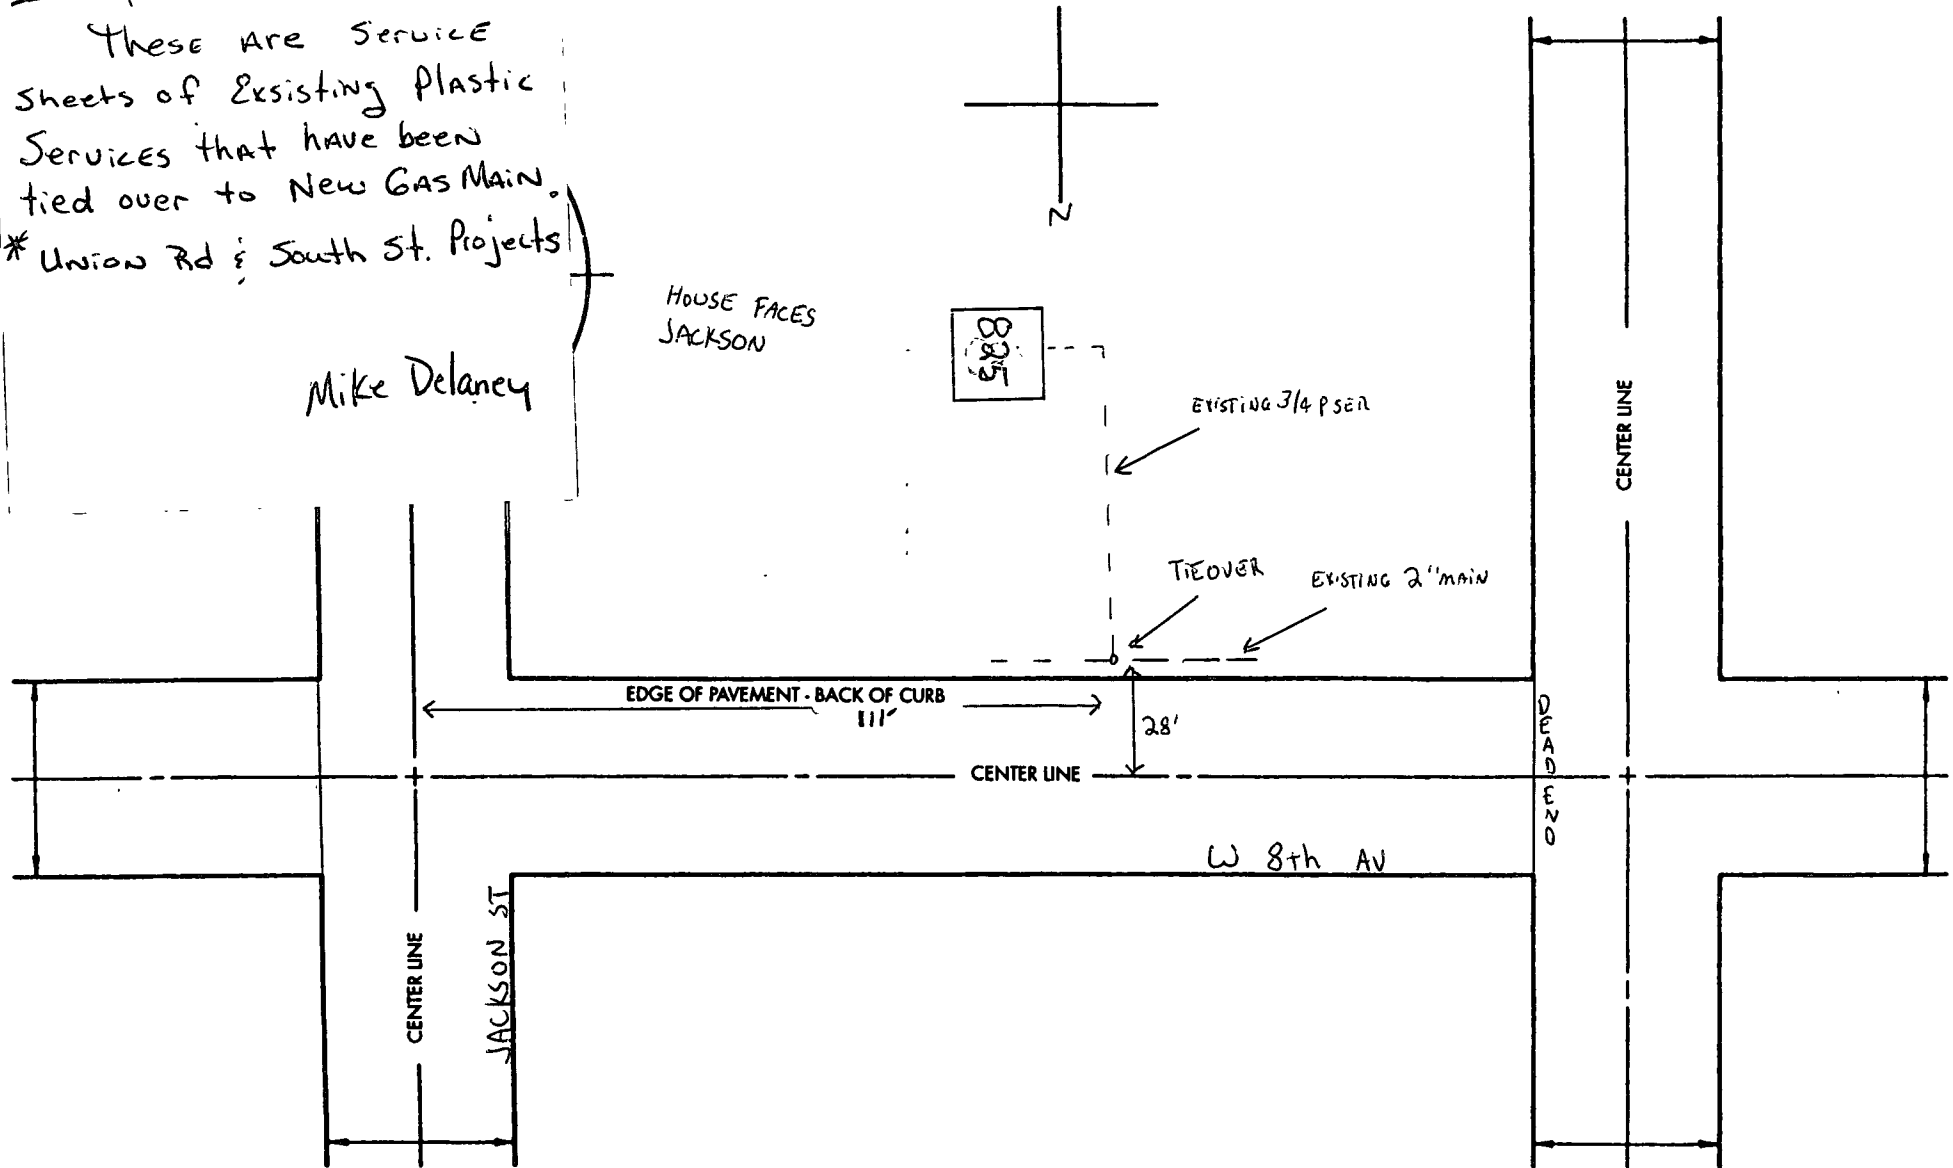 These Are Service
Sheets of Exsisting Plastic
Services that have been
tied over to New Gas Main.
* Union Rd & South St. Projects
Mike Delaney
N
HOUSE FACES
JACKSON
825
EXISTING 3/4 P SER
TIEOVER
EXISTING 2" MAIN
CENTER LINE
EDGE OF PAVEMENT - BACK OF CURB
111'
28'
CENTER LINE
DEAD END
W 8th AV
JACKSON ST
CENTER LINE